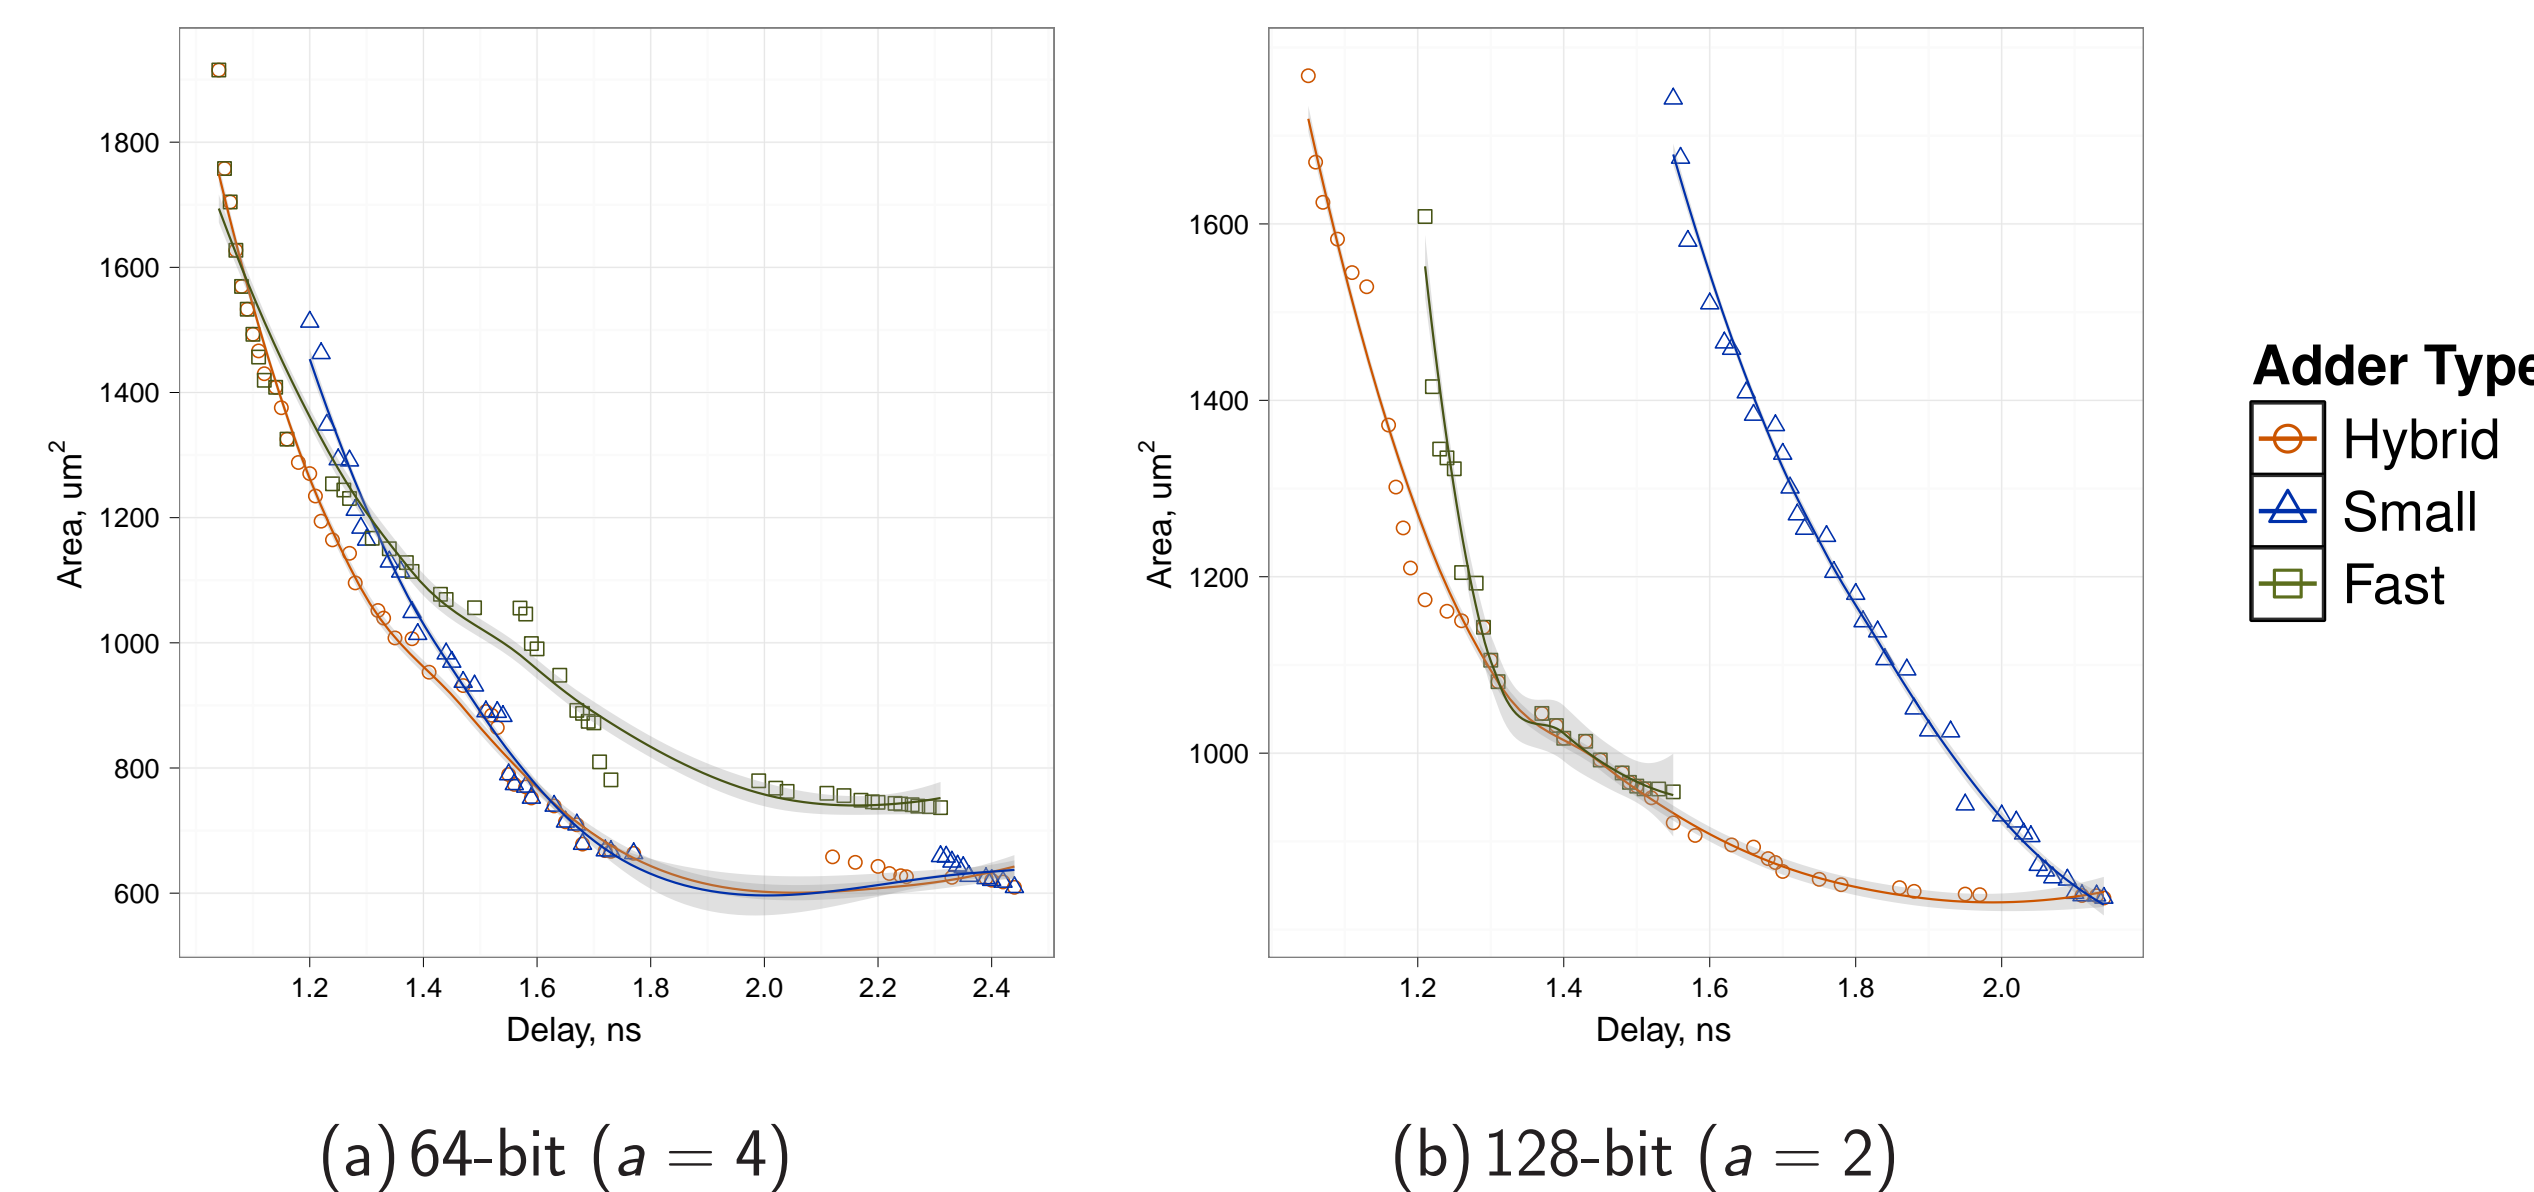 1800
1600
1400
1200
1000
800
600
Area, um²
1.2 1.4 1.6 1.8 2.0 2.2 2.4
Delay, ns
(a) 64-bit (a = 4)
1600
1400
1200
1000
Area, um²
1.2 1.4 1.6 1.8 2.0
Delay, ns
(b) 128-bit (a = 2)
Adder Type
Hybrid
Small
Fast